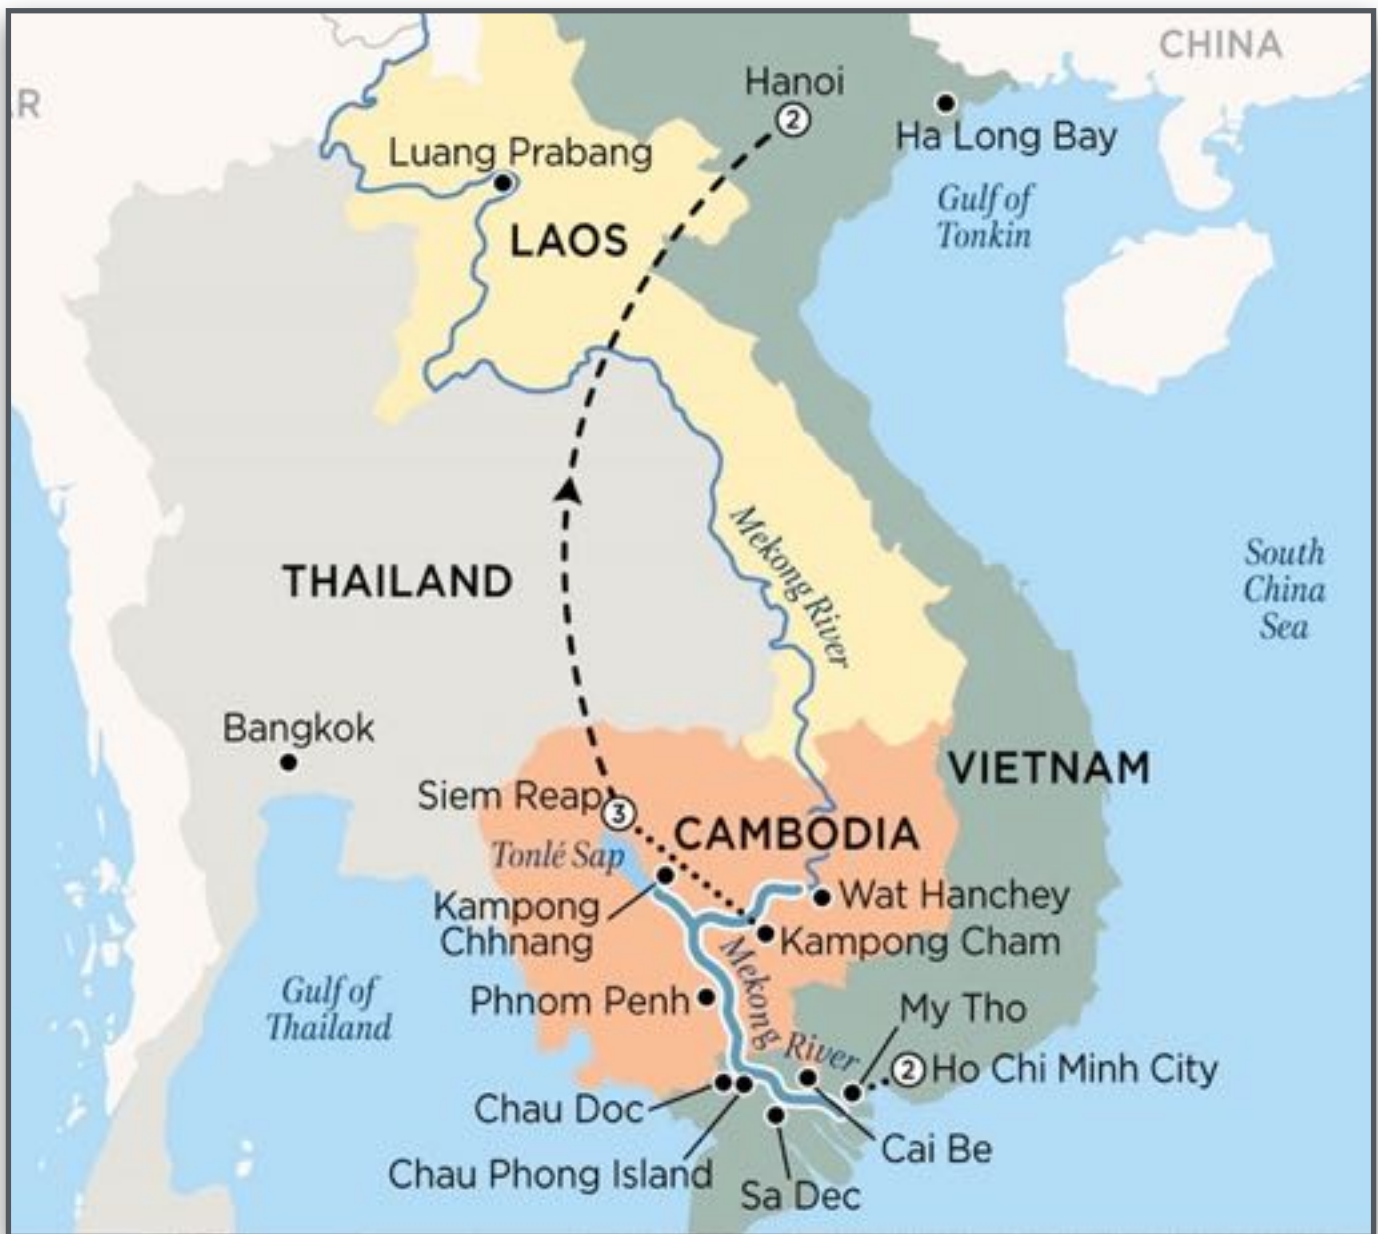 CHINA
Hanoi
2
R
Ha Long Bay
Luang Prabang
Gulf of
Tonkin
LAOS
Mekong River
South
China
Sea
THAILAND
Bangkok
VIETNAM
Siem Reap
3
CAMBODIA
Tonlé Sap
Wat Hanchey
Kampong
Chhnang
Kampong Cham
Mekong River
Gulf of
Thailand
Phnom Penh
My Tho
2
Ho Chi Minh City
Chau Doc
Cai Be
Chau Phong Island
Sa Dec